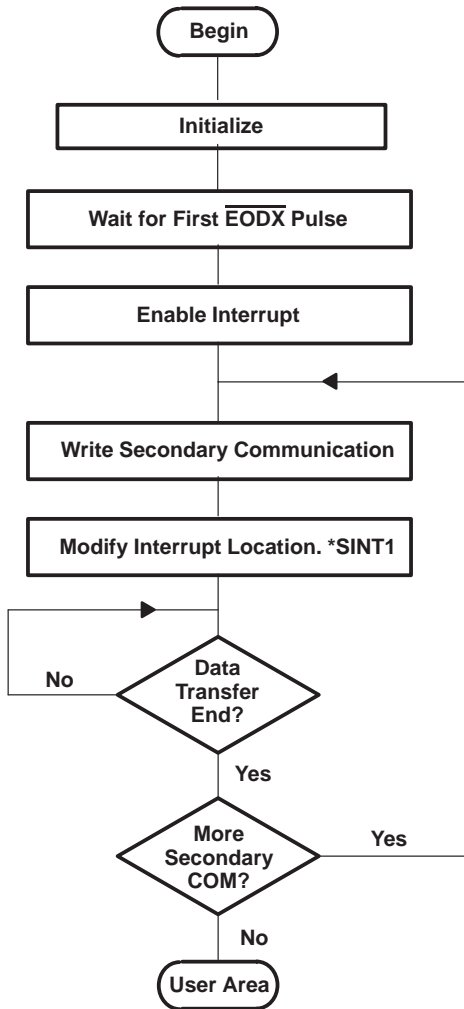 Begin
Initialize
Wait for First E̅O̅D̅X̅ Pulse
Enable Interrupt
Write Secondary Communication
Modify Interrupt Location. *SINT1
Data
Transfer
End?
No
Yes
More
Secondary
COM?
Yes
No
User Area